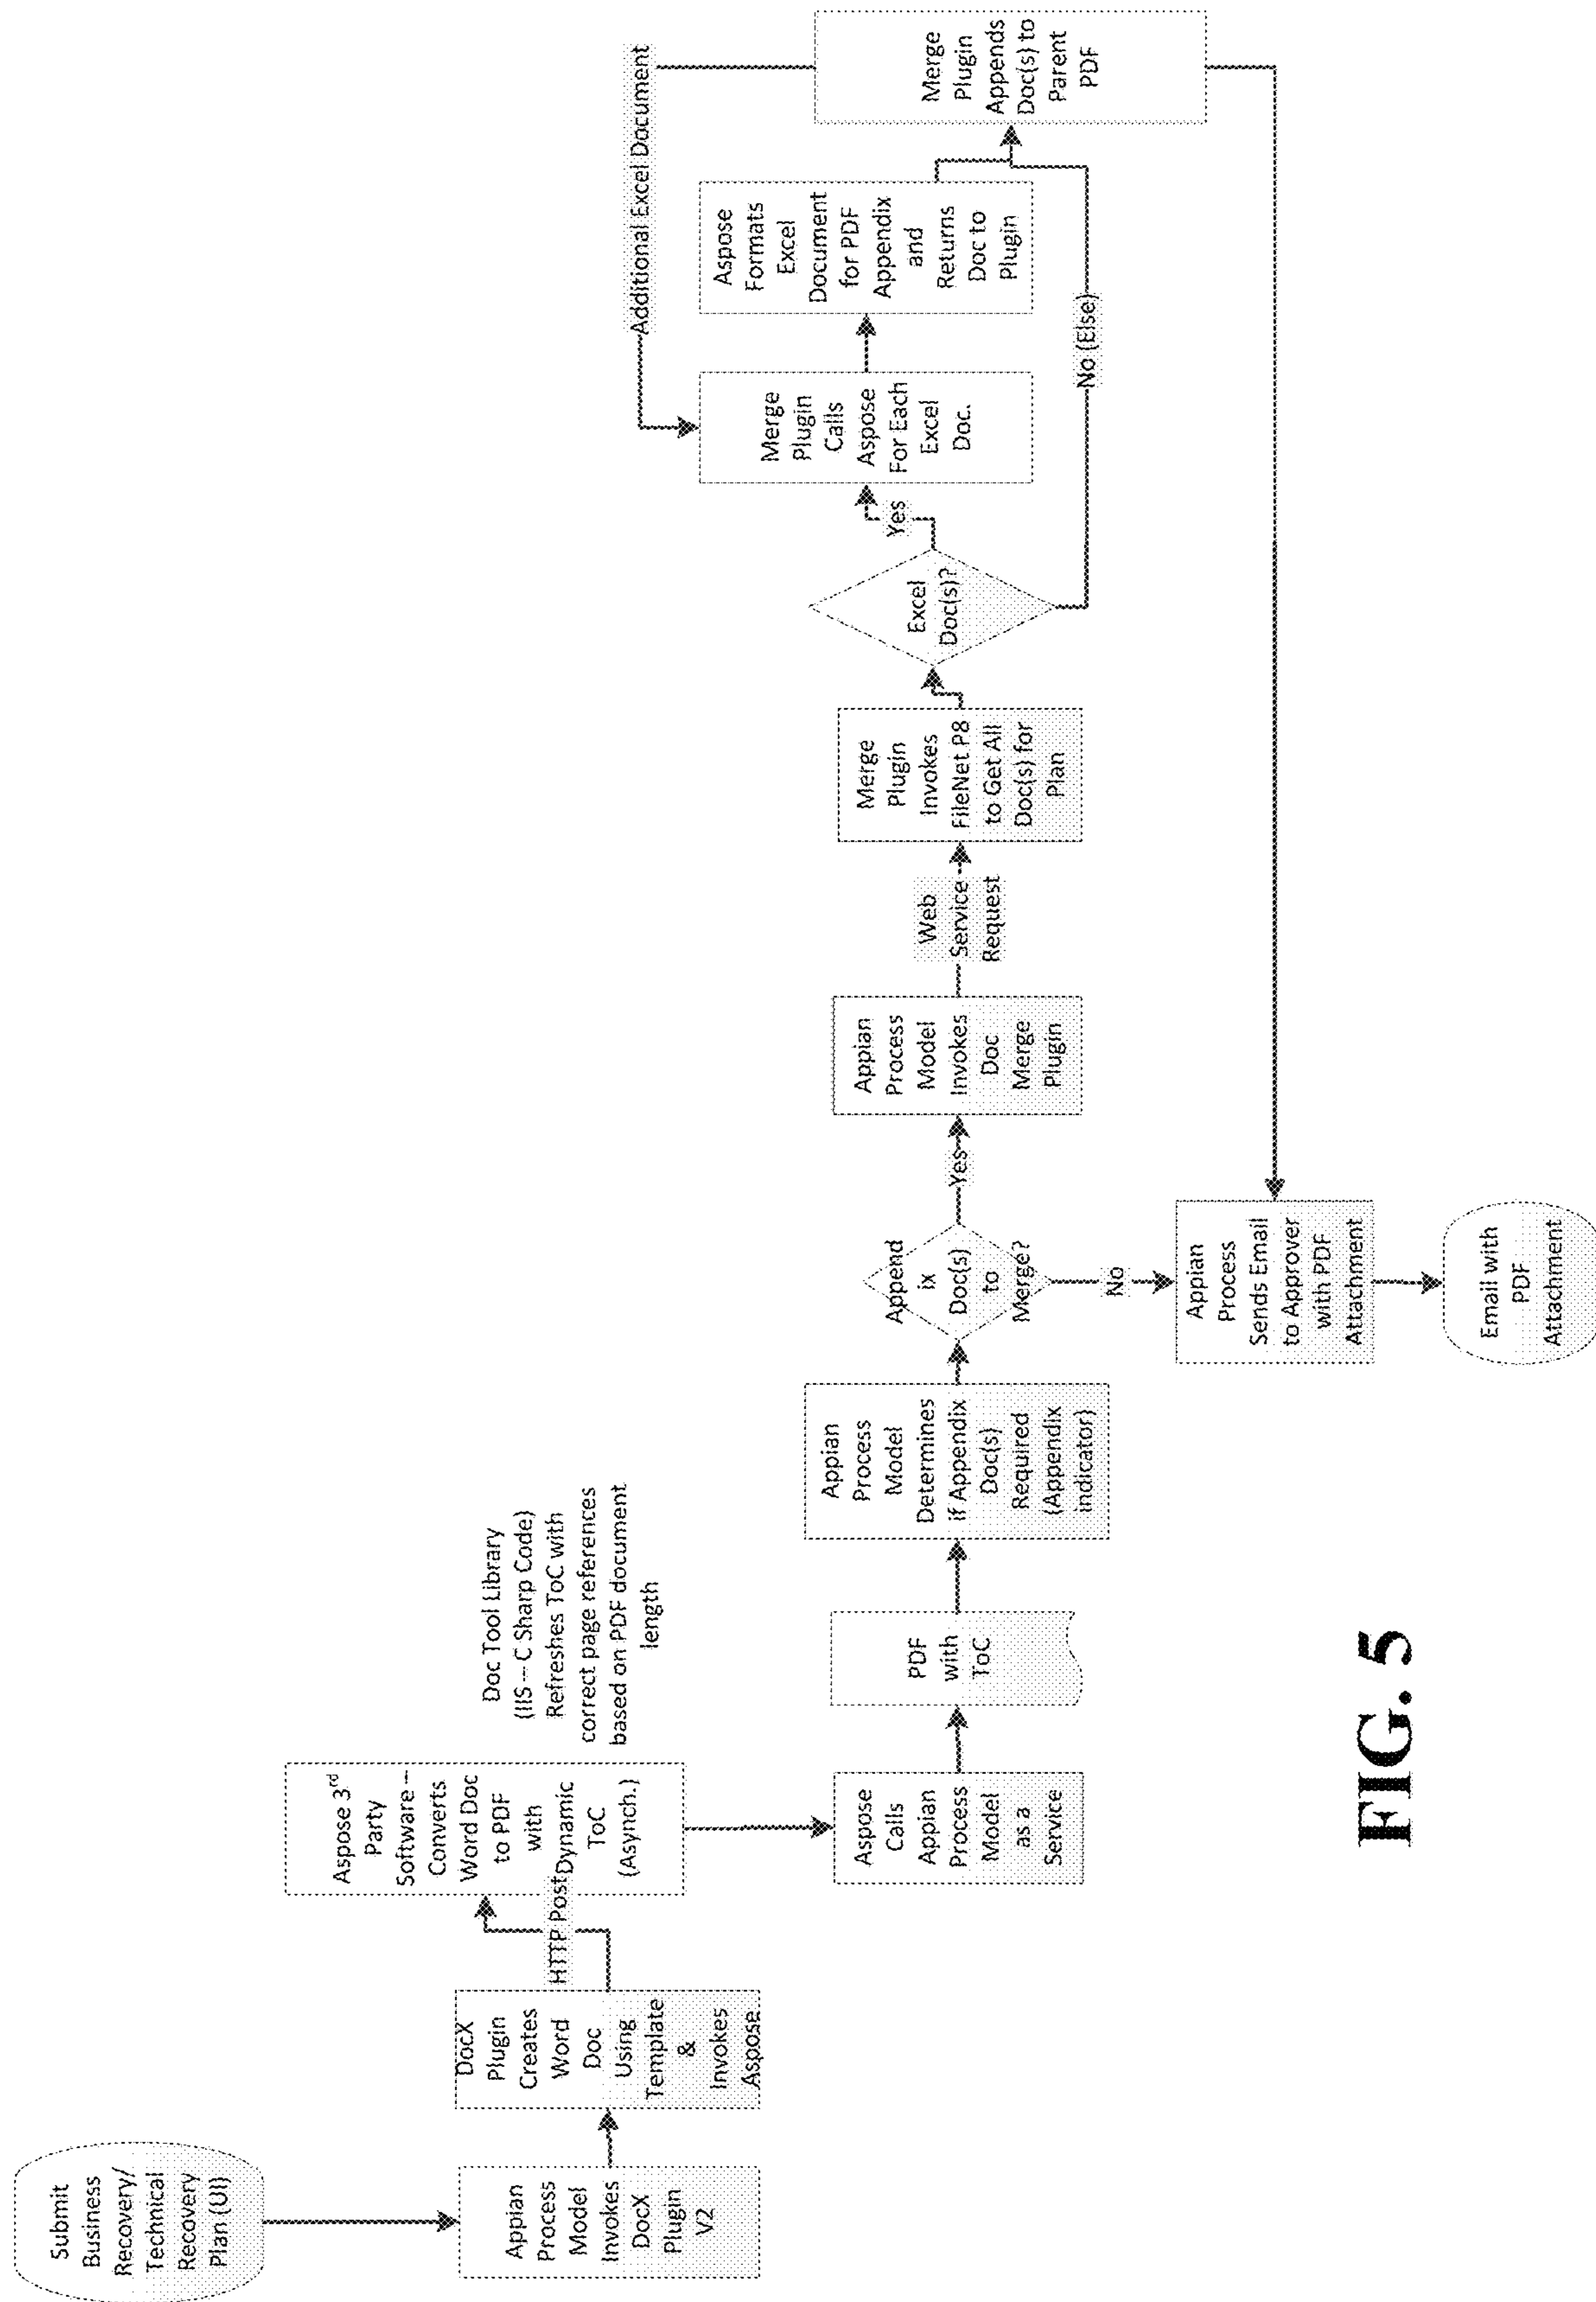 Submit
Business
Recovery/
Technical
Recovery
Plan (UI)
Appian
Process
Model
Invokes
DocX
Plugin
V2
DocX
Plugin
Creates
Word
Doc
Using
Template
&
Invokes
Aspose
HTTP Post
Aspose 3rd
Party
Software –
Converts
Word Doc
to PDF
with
Dynamic
ToC
(Asynch.)
Doc Tool Library
(IIS – C Sharp Code)
Refreshes ToC with
correct page references
based on PDF document
length
Aspose
Calls
Appian
Process
Model
as a
Service
PDF
with
ToC
Appian
Process
Model
Determines
if Appendix
Doc(s)
Required
(Appendix
indicator)
Append
ix
Doc(s)
to
Merge?
Yes
No
Appian
Process
Model
Invokes
Doc
Merge
Plugin
Web
Service
Request
Merge
Plugin
Invokes
FileNet P8
to Get All
Doc(s) for
Plan
Excel
Doc(s)?
Yes
No (Else)
Merge
Plugin
Calls
Aspose
For Each
Excel
Doc.
Additional Excel Document
Aspose
Formats
Excel
Document
for PDF
Appendix
and
Returns
Doc to
Plugin
Merge
Plugin
Appends
Doc(s) to
Parent
PDF
Appian
Process
Sends Email
to Approver
with PDF
Attachment
Email with
PDF
Attachment
FIG. 5